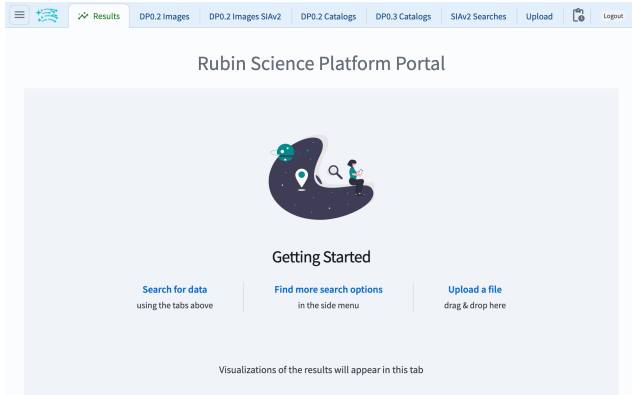 Results DP0.2 Images DP0.2 Images SIAv2 DP0.2 Catalogs DP0.3 Catalogs SIAv2 Searches Upload Logout
Rubin Science Platform Portal
Getting Started
Search for data Find more search options Upload a file
using the tabs above in the side menu drag & drop here
Visualizations of the results will appear in this tab